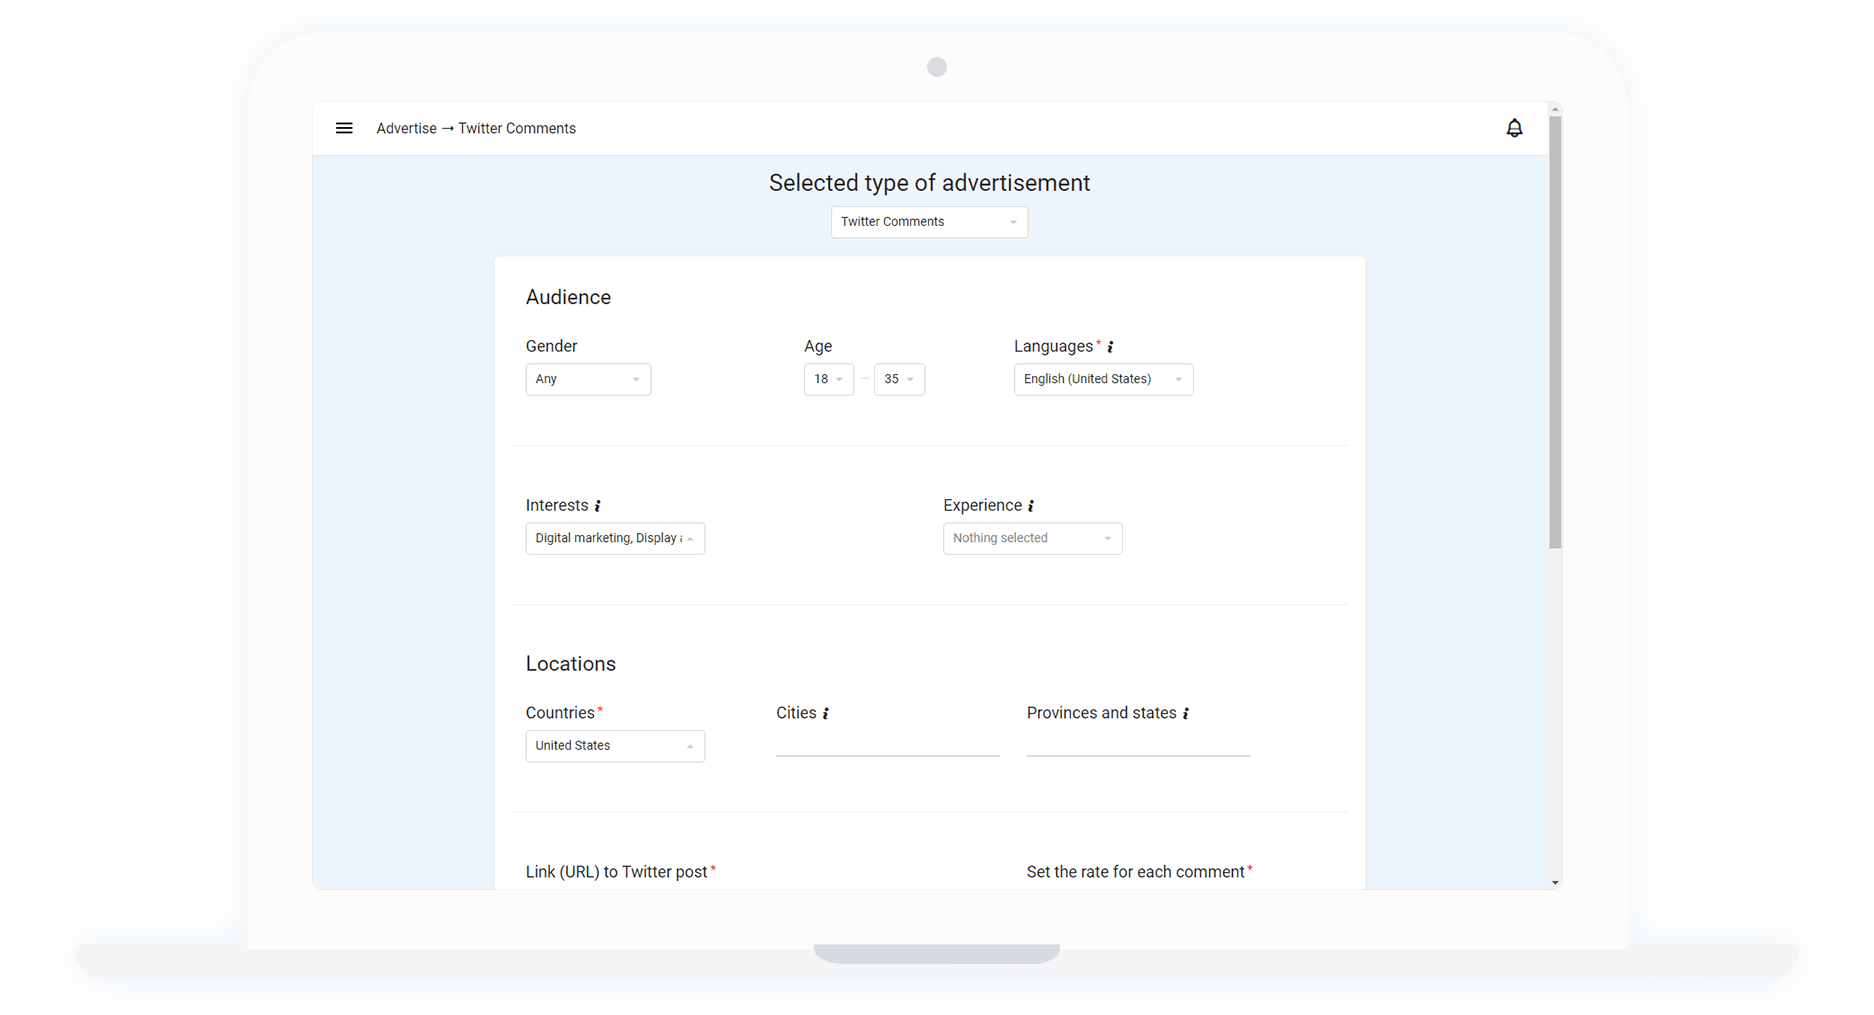 Advertise → Twitter Comments
Selected type of advertisement
Twitter Comments
Audience
Gender Age Languages* i
Any 18 – 35 English (United States)
Interests i Experience i
Digital marketing, Display Nothing selected
Locations
Countries* Cities i Provinces and states i
United States
Link (URL) to Twitter post* Set the rate for each comment*